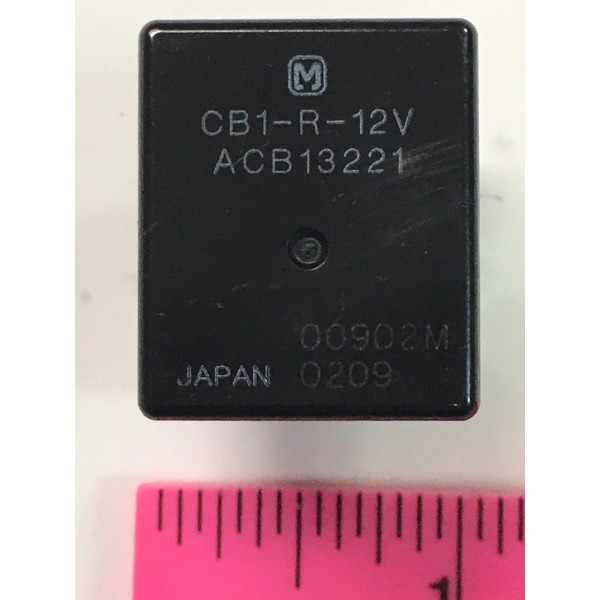 M
CB1-R-12V
ACB13221
00902M
JAPAN 0209
1